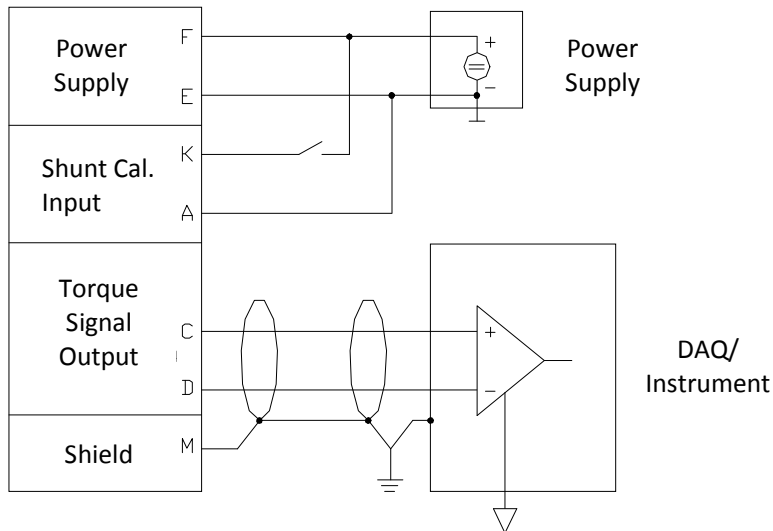 Power
Supply
F
E
+
−
Power
Supply
Shunt Cal.
Input
K
A
Torque
Signal
Output
C
D
+
−
DAQ/
Instrument
Shield
M